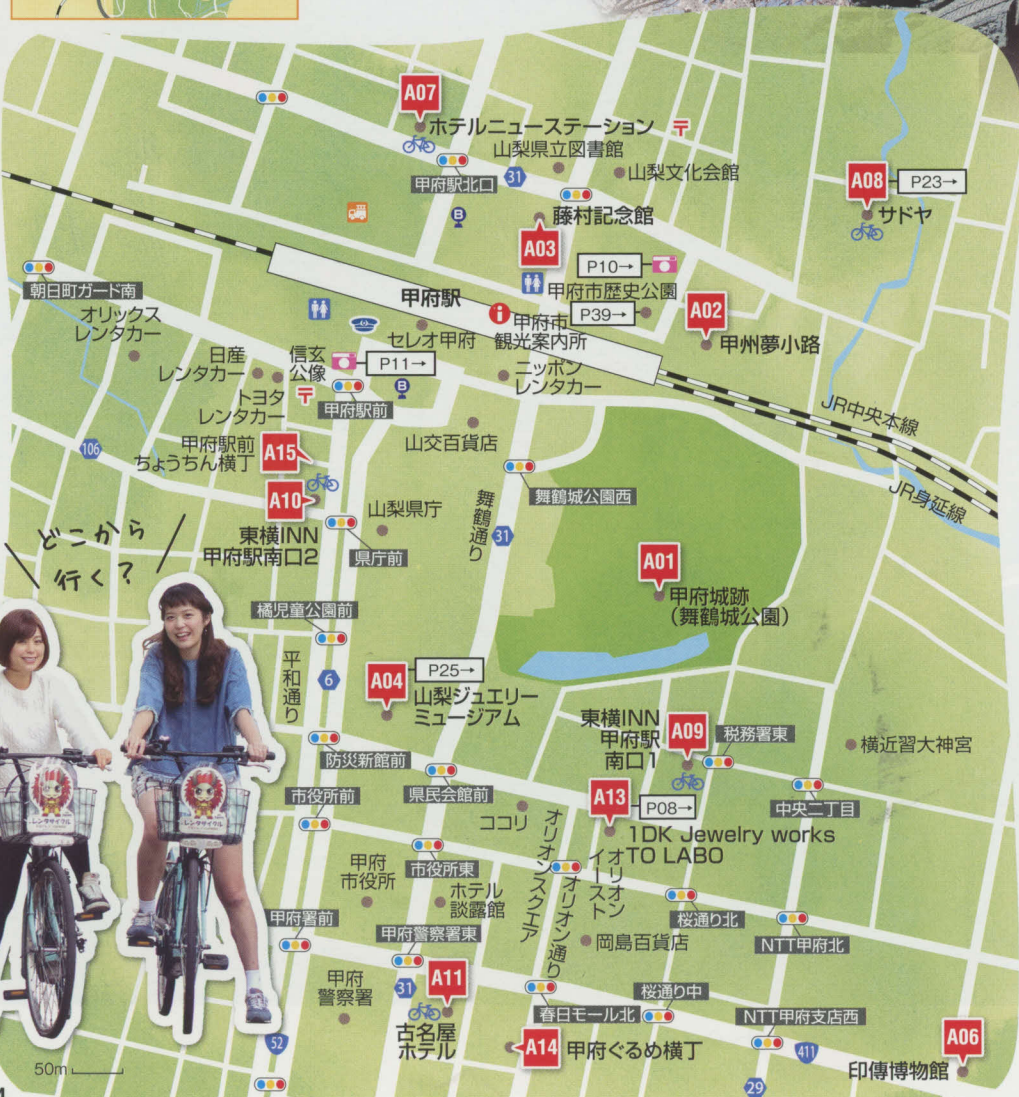 A07
ホテルニューステーション
〒
山梨県立図書館
山梨文化会館
甲府駅北口
31
B
A08
P23→
サドヤ
藤村記念館
A03
P10→
甲府市歴史公園
P39→
A02
甲州夢小路
朝日町ガード南
オリックス
レンタカー
甲府駅
i
甲府市
観光案内所
セレオ甲府
日産
レンタカー
信玄
公像
P11→
B
ニッポン
レンタカー
トヨタ
レンタカー
〒
甲府駅前
JR中央本線
JR身延線
106
甲府駅前
ちょうちん横丁
A15
山交百貨店
舞鶴城公園西
A10
東横INN
甲府駅南口2
山梨県庁
県庁前
舞鶴通り
31
どこから
行く?
A01
甲府城跡
(舞鶴城公園)
橘児童公園前
平和通り
6
A04
P25→
山梨ジュエリー
ミュージアム
東横INN
甲府駅
南口1
A09
税務署東
横近習大神宮
防災新館前
県民会館前
市役所前
中央二丁目
A13
P08→
1DK Jewelry works
TO LABO
ココリ
オリオンスクエア
オリオン
イースト
オリオン通り
市役所東
甲府
市役所
ホテル
談露館
桜通り北
NTT甲府北
岡島百貨店
甲府署前
甲府警察署東
甲府
警察署
31
A11
古名屋
ホテル
春日モール北
桜通り中
NTT甲府支店西
A14
甲府ぐるめ横丁
411
A06
印傳博物館
52
29
50m
レンタサイクル
レンタサイクル